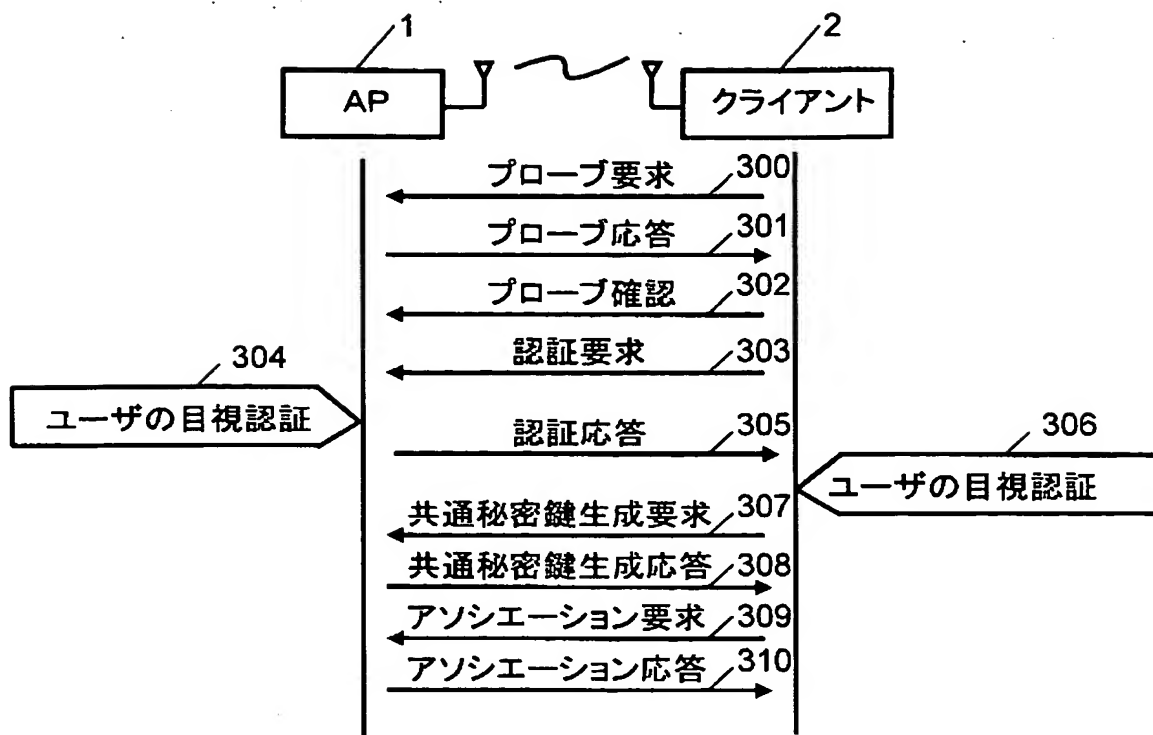 1
2
AP
クライアント
プローブ要求
300
プローブ応答
301
プローブ確認
302
認証要求
303
304
ユーザの目視認証
認証応答
305
306
ユーザの目視認証
共通秘密鍵生成要求
307
共通秘密鍵生成応答
308
アソシエーション要求
309
アソシエーション応答
310